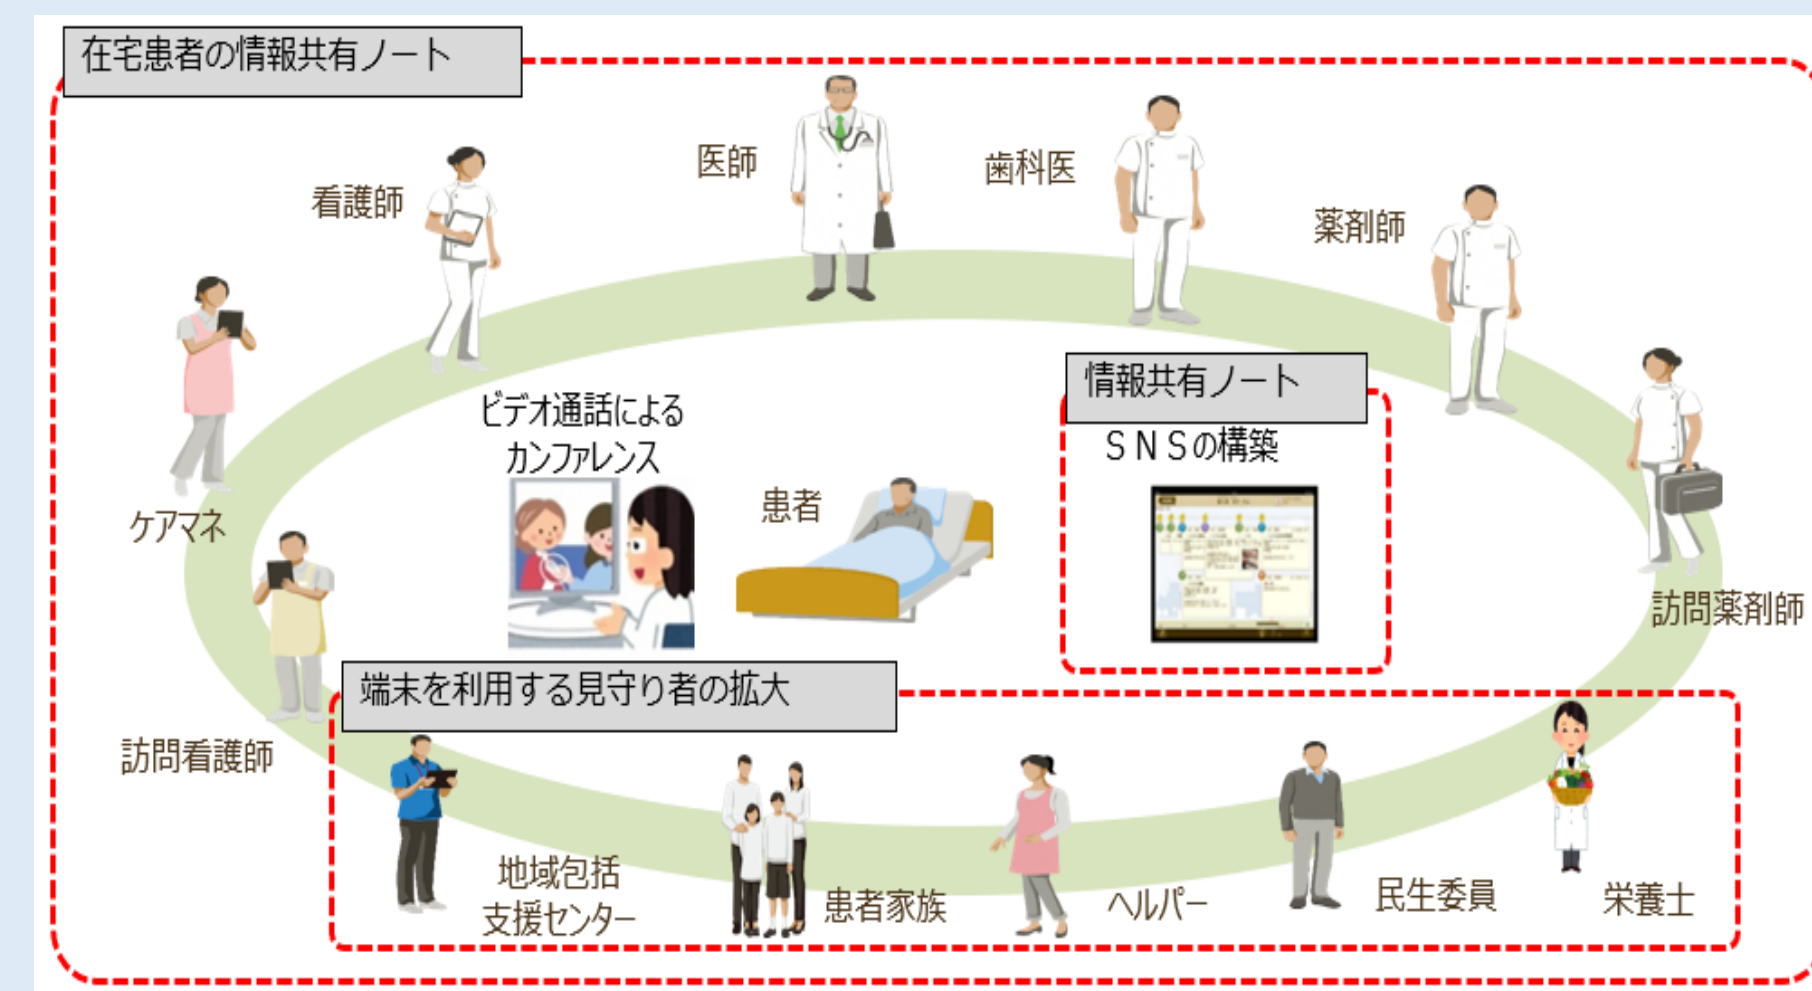 在宅患者の情報共有ノート
医師
歯科医
看護師
薬剤師
情報共有ノート
ＳＮＳの構築
ビデオ通話による
カンファレンス
患者
ケアマネ
訪問薬剤師
端末を利用する見守り者の拡大
訪問看護師
地域包括
支援センター
患者家族
ヘルパー
民生委員
栄養士